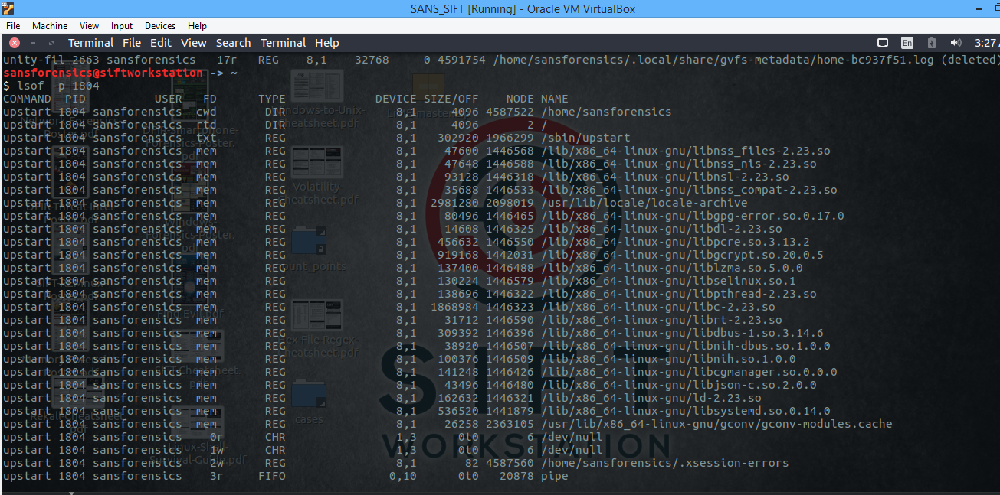 SANS_SIFT [Running] - Oracle VM VirtualBox
File Machine View Input Devices Help
Terminal File Edit View Search Terminal Help En 3:27
unity-fil 2663 sansforensics 17r REG 8,1 32768 0 4591754 /home/sansforensics/.local/share/gvfs-metadata/home-bc937f51.log (deleted)
sansforensics@siftworkstation -> ~
$ lsof -p 1804
COMMAND PID USER FD TYPE DEVICE SIZE/OFF NODE NAME
upstart 1804 sansforensics cwd DIR 8,1 4096 4587522 /home/sansforensics
upstart 1804 sansforensics rtd DIR 8,1 4096 2 /
upstart 1804 sansforensics txt REG 8,1 302920 1966299 /sbin/upstart
upstart 1804 sansforensics mem REG 8,1 47600 1446568 /lib/x86_64-linux-gnu/libnss_files-2.23.so
upstart 1804 sansforensics mem REG 8,1 47648 1446588 /lib/x86_64-linux-gnu/libnss_nis-2.23.so
upstart 1804 sansforensics mem REG 8,1 93128 1446318 /lib/x86_64-linux-gnu/libnsl-2.23.so
upstart 1804 sansforensics mem REG 8,1 35688 1446533 /lib/x86_64-linux-gnu/libnss_compat-2.23.so
upstart 1804 sansforensics mem REG 8,1 2981280 2098019 /usr/lib/locale/locale-archive
upstart 1804 sansforensics mem REG 8,1 80496 1446465 /lib/x86_64-linux-gnu/libgpg-error.so.0.17.0
upstart 1804 sansforensics mem REG 8,1 14608 1446325 /lib/x86_64-linux-gnu/libdl-2.23.so
upstart 1804 sansforensics mem REG 8,1 456632 1446550 /lib/x86_64-linux-gnu/libpcre.so.3.13.2
upstart 1804 sansforensics mem REG 8,1 919168 1442031 /lib/x86_64-linux-gnu/libgcrypt.so.20.0.5
upstart 1804 sansforensics mem REG 8,1 137400 1446488 /lib/x86_64-linux-gnu/liblzma.so.5.0.0
upstart 1804 sansforensics mem REG 8,1 130224 1446579 /lib/x86_64-linux-gnu/libselinux.so.1
upstart 1804 sansforensics mem REG 8,1 138696 1446322 /lib/x86_64-linux-gnu/libpthread-2.23.so
upstart 1804 sansforensics mem REG 8,1 1868984 1446323 /lib/x86_64-linux-gnu/libc-2.23.so
upstart 1804 sansforensics mem REG 8,1 31712 1446590 /lib/x86_64-linux-gnu/librt-2.23.so
upstart 1804 sansforensics mem REG 8,1 309392 1446396 /lib/x86_64-linux-gnu/libdbus-1.so.3.14.6
upstart 1804 sansforensics mem REG 8,1 38920 1446507 /lib/x86_64-linux-gnu/libnih-dbus.so.1.0.0
upstart 1804 sansforensics mem REG 8,1 100376 1446509 /lib/x86_64-linux-gnu/libnih.so.1.0.0
upstart 1804 sansforensics mem REG 8,1 141248 1446426 /lib/x86_64-linux-gnu/libcgmanager.so.0.0.0
upstart 1804 sansforensics mem REG 8,1 43496 1446480 /lib/x86_64-linux-gnu/libjson-c.so.2.0.0
upstart 1804 sansforensics mem REG 8,1 162632 1446321 /lib/x86_64-linux-gnu/ld-2.23.so
upstart 1804 sansforensics mem REG 8,1 536520 1441879 /lib/x86_64-linux-gnu/libsystemd.so.0.14.0
upstart 1804 sansforensics mem REG 8,1 26258 2363105 /usr/lib/x86_64-linux-gnu/gconv/gconv-modules.cache
upstart 1804 sansforensics 0r CHR 1,3 0t0 6 /dev/null
upstart 1804 sansforensics 1w CHR 1,3 0t0 6 /dev/null
upstart 1804 sansforensics 2w REG 8,1 82 4587560 /home/sansforensics/.xsession-errors
upstart 1804 sansforensics 3r FIFO 0,10 0t0 20878 pipe
cheatsheet.pdf
Volatility-
cheatsheet.pdf
Hex-File-Regex-
cheatsheet.pdf
cases
Linux-Shell-
Survival-Guide.pdf
SIFT
WORKSTATION